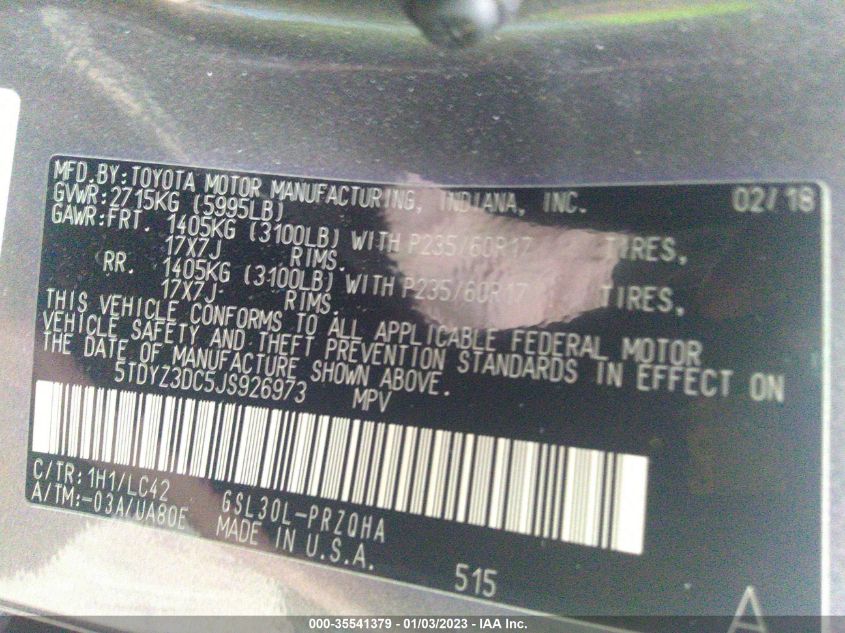 MFD.BY:TOYOTA MOTOR MANUFACTURING, INDIANA, INC. 02/18
GVWR:2715KG (5995LB)
GAWR:FRT. 1405KG (3100LB) WITH P235/60R17 TIRES,
17X7J RIMS.
RR. 1405KG (3100LB) WITH P235/60R17 TIRES,
17X7J RIMS.
THIS VEHICLE CONFORMS TO ALL APPLICABLE FEDERAL MOTOR
VEHICLE SAFETY AND THEFT PREVENTION STANDARDS IN EFFECT ON
THE DATE OF MANUFACTURE SHOWN ABOVE.
5TDYZ3DC5JS926973 MPV
C/TR:1H1/LC42 GSL30L-PRZQHA
A/TM:-03A/UA80E MADE IN U.S.A.
515
A
000-35541379 - 01/03/2023 - IAA Inc.